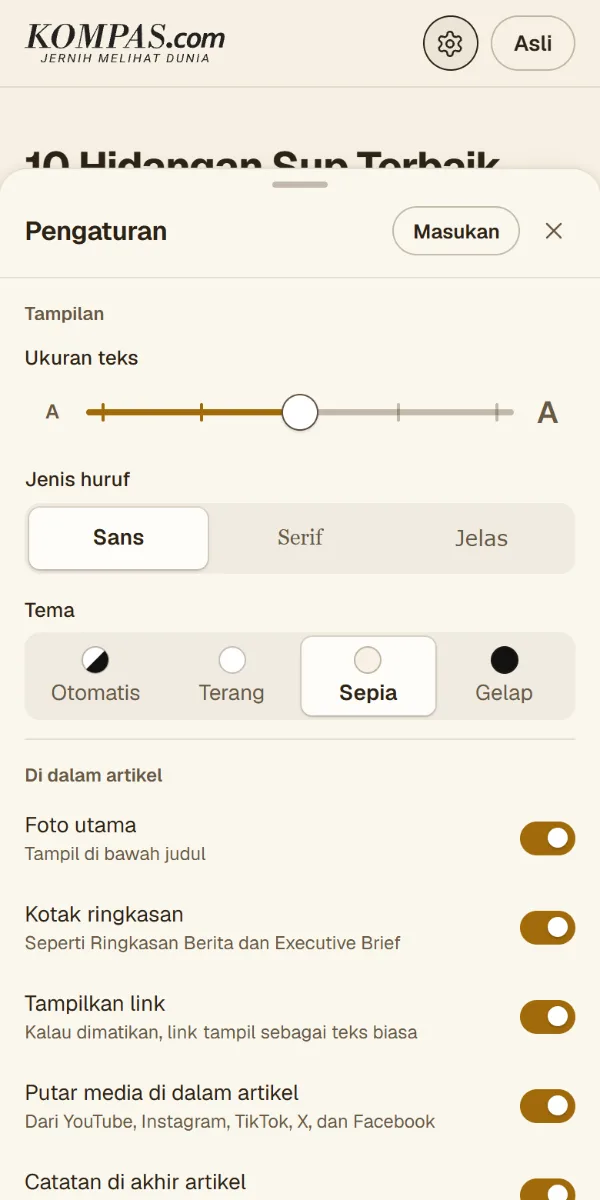 KOMPAS.com
JERNIH MELIHAT DUNIA
Asli
10 Hidangan Sup Terbaik
Pengaturan
Masukan
Tampilan
Ukuran teks
A
A
Jenis huruf
Sans
Serif
Jelas
Tema
Otomatis
Terang
Sepia
Gelap
Di dalam artikel
Foto utama
Tampil di bawah judul
Kotak ringkasan
Seperti Ringkasan Berita dan Executive Brief
Tampilkan link
Kalau dimatikan, link tampil sebagai teks biasa
Putar media di dalam artikel
Dari YouTube, Instagram, TikTok, X, dan Facebook
Catatan di akhir artikel